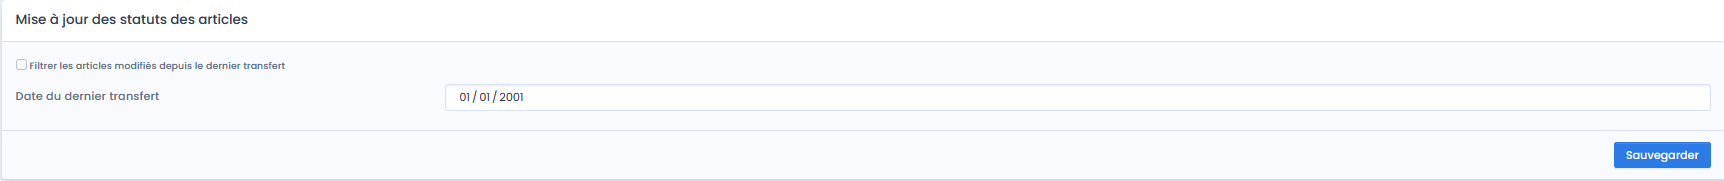 Mise à jour des statuts des articles
Filtrer les articles modifiés depuis le dernier transfert
Date du dernier transfert
01 / 01 / 2001
Sauvegarder